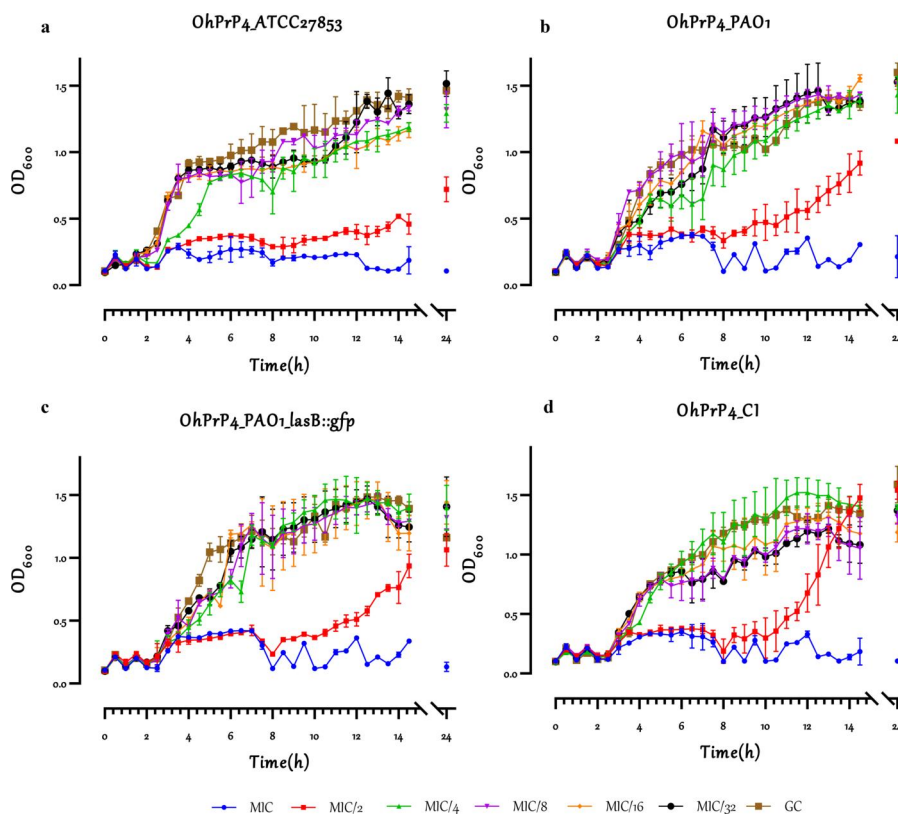 a
OhPrP4_ATCC27853
OD600
1.5
1.0
0.5
0.0
0 2 4 6 8 10 12 14 24
Time(h)
b
OhPrP4_PAO1
OD600
1.5
1.0
0.5
0.0
0 2 4 6 8 10 12 14
Time(h)
c
OhPrP4_PAO1_lasB::gfp
OD600
1.5
1.0
0.5
0.0
0 2 4 6 8 10 12 14 24
Time(h)
d
OhPrP4_CI
OD600
1.5
1.0
0.5
0.0
0 2 4 6 8 10 12 14
Time(h)
MIC MIC/2 MIC/4 MIC/8 MIC/16 MIC/32 GC